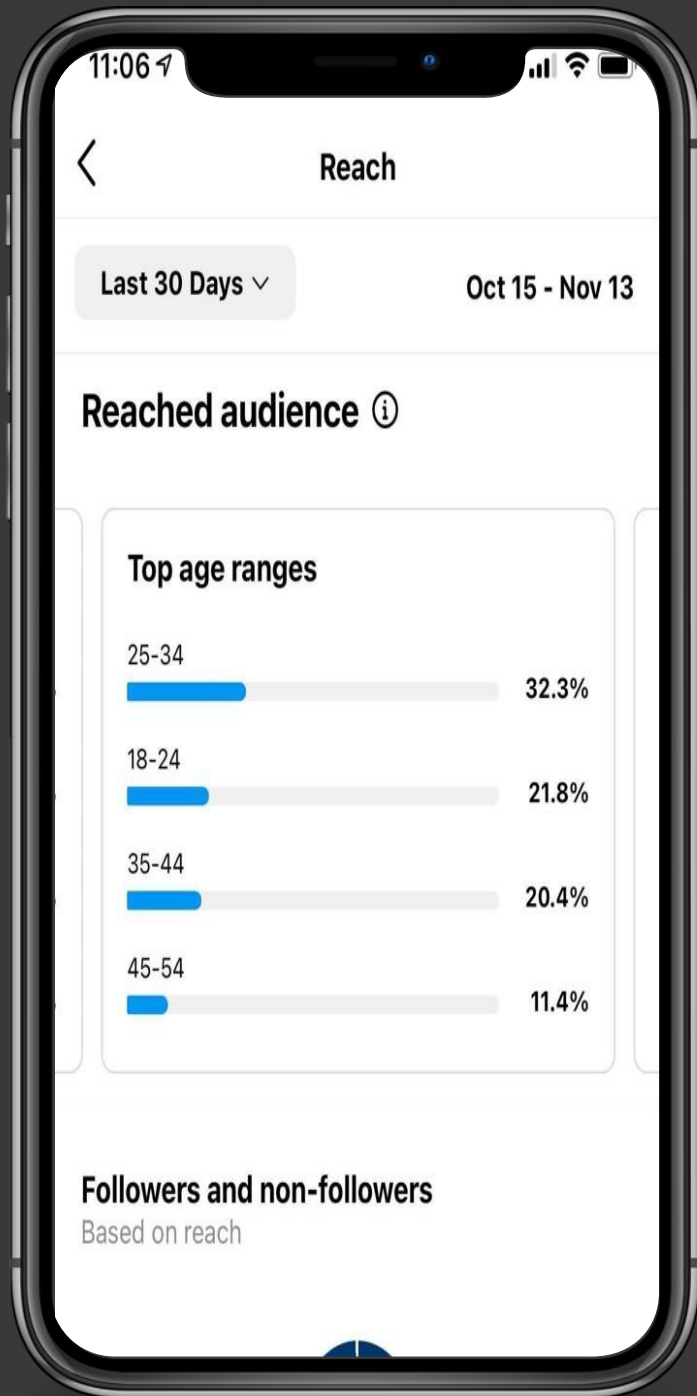 11:06
Reach
Last 30 Days
Oct 15 - Nov 13
Reached audience
Top age ranges
25-34
32.3%
18-24
21.8%
35-44
20.4%
45-54
11.4%
Followers and non-followers
Based on reach